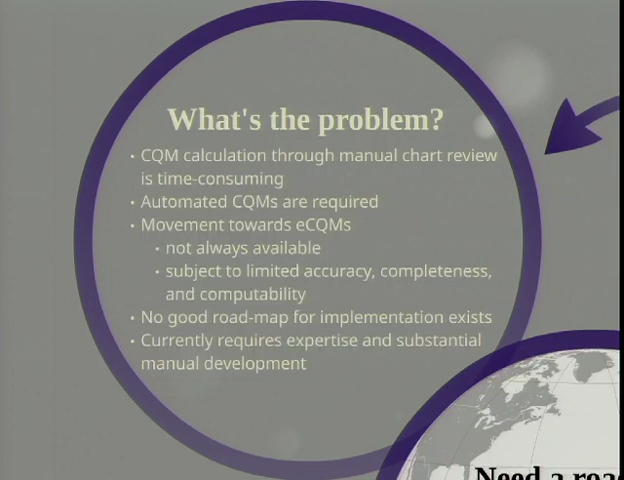 What's the problem?
• CQM calculation through manual chart review
is time-consuming
• Automated CQMs are required
• Movement towards eCQMs
• not always available
• subject to limited accuracy, completeness,
and computability
• No good road-map for implementation exists
• Currently requires expertise and substantial
manual development
Need a